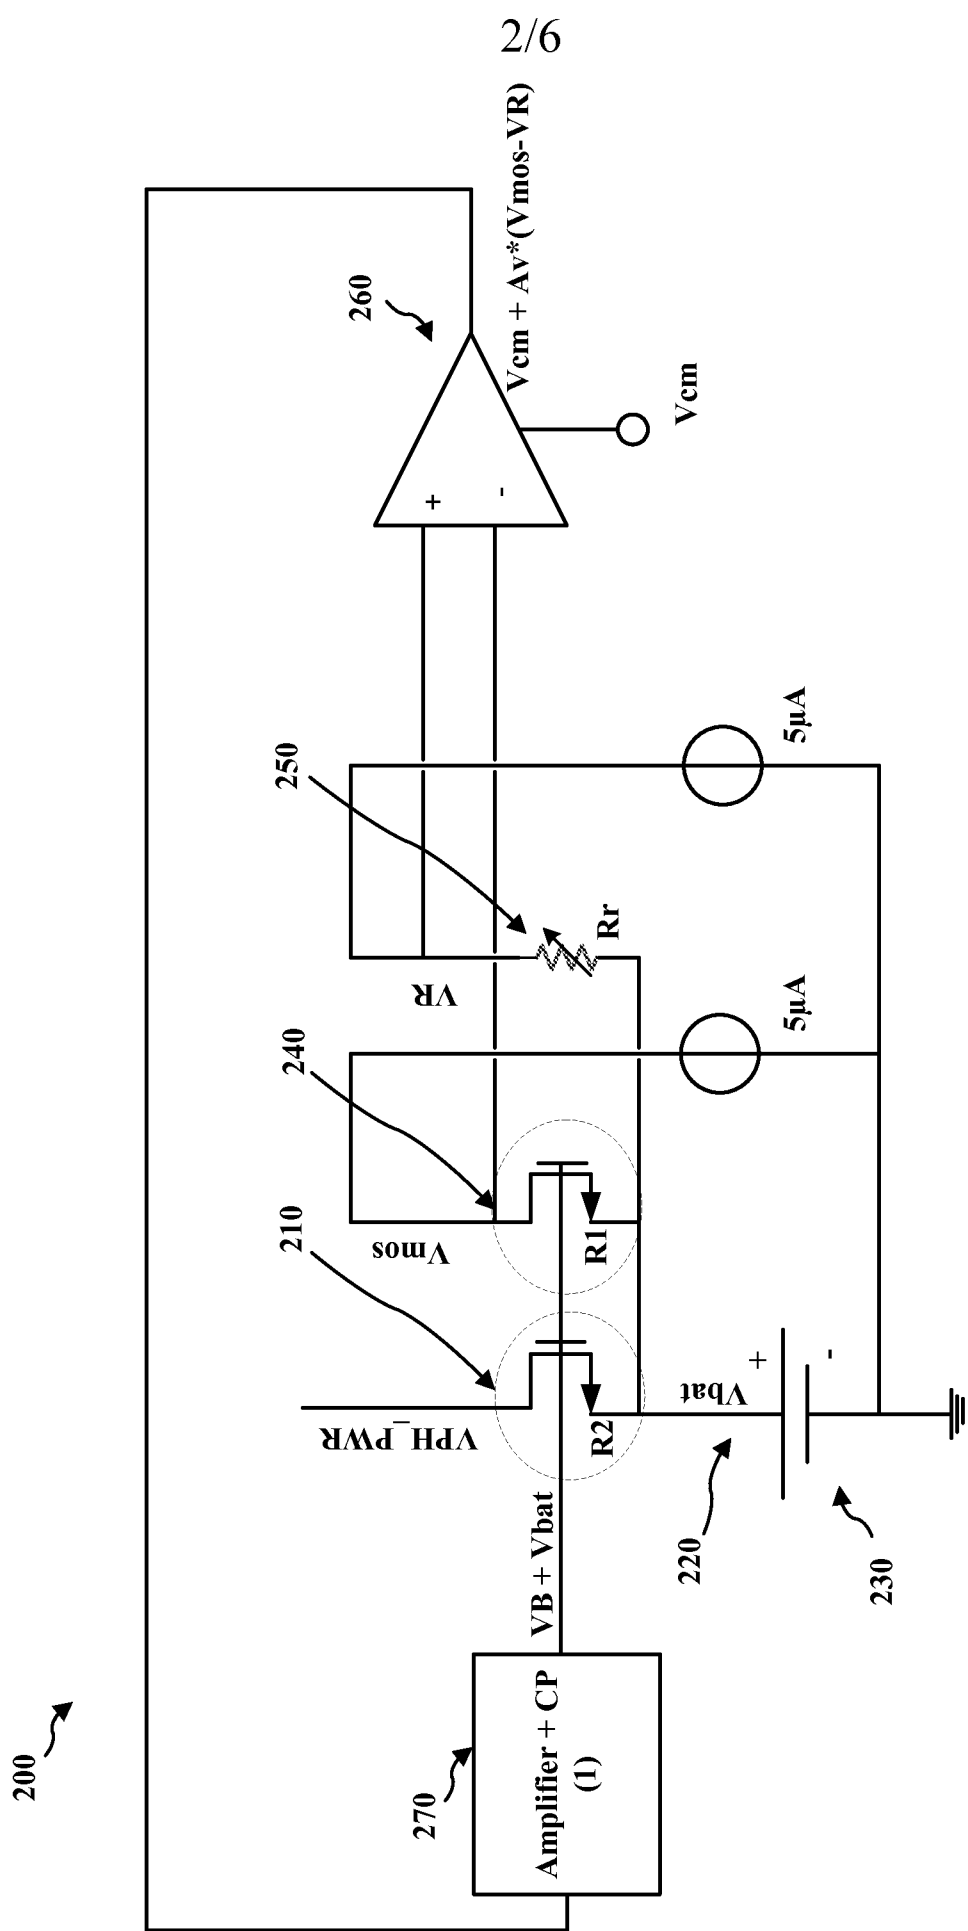 2/6
200
270
Amplifier + CP
(1)
VB + Vbat
210
VPH_PWR
R2
Vbat
+
-
220
230
240
Vmos
R1
5µA
250
VR
Rr
5µA
260
+
-
Vcm + Av*(Vmos-VR)
Vcm